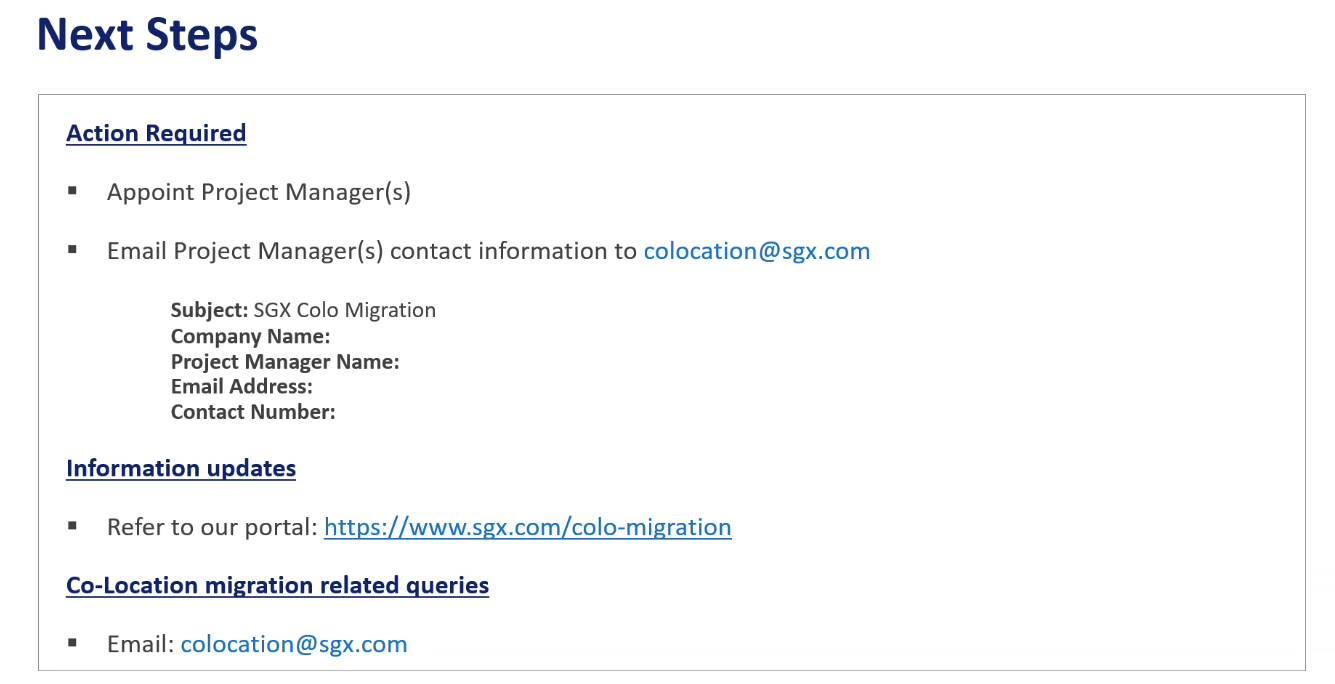 Next Steps
Action Required
▪ Appoint Project Manager(s)
▪ Email Project Manager(s) contact information to colocation@sgx.com
Subject: SGX Colo Migration
Company Name:
Project Manager Name:
Email Address:
Contact Number:
Information updates
▪ Refer to our portal: https://www.sgx.com/colo-migration
Co-Location migration related queries
▪ Email: colocation@sgx.com